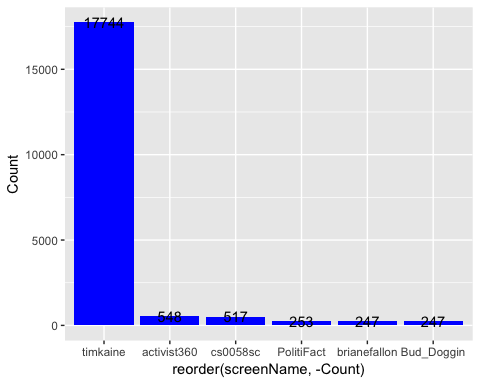 17744
15000
10000
5000
0
Count
548
517
253
247
247
timkaine
activist360
cs0058sc
PolitiFact
brianefallon
Bud_Doggin
reorder(screenName, -Count)